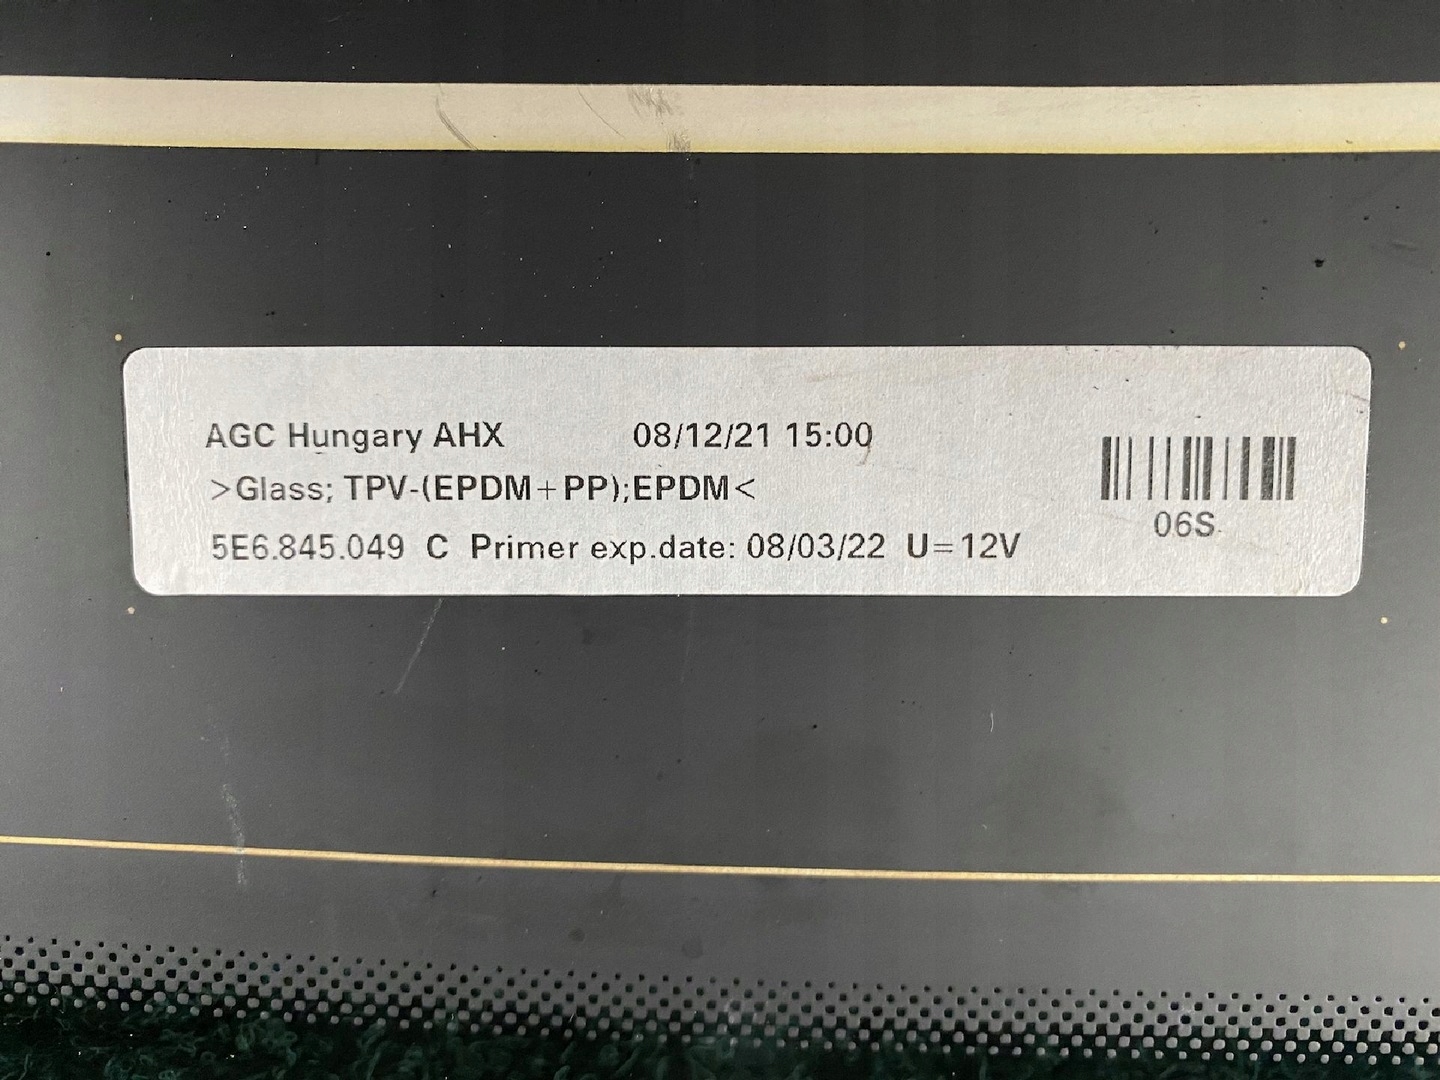 AGC Hungary AHX 08/12/21 15:00
>Glass; TPV-(EPDM+PP);EPDM<
5E6.845.049 C Primer exp.date: 08/03/22 U=12V
06S